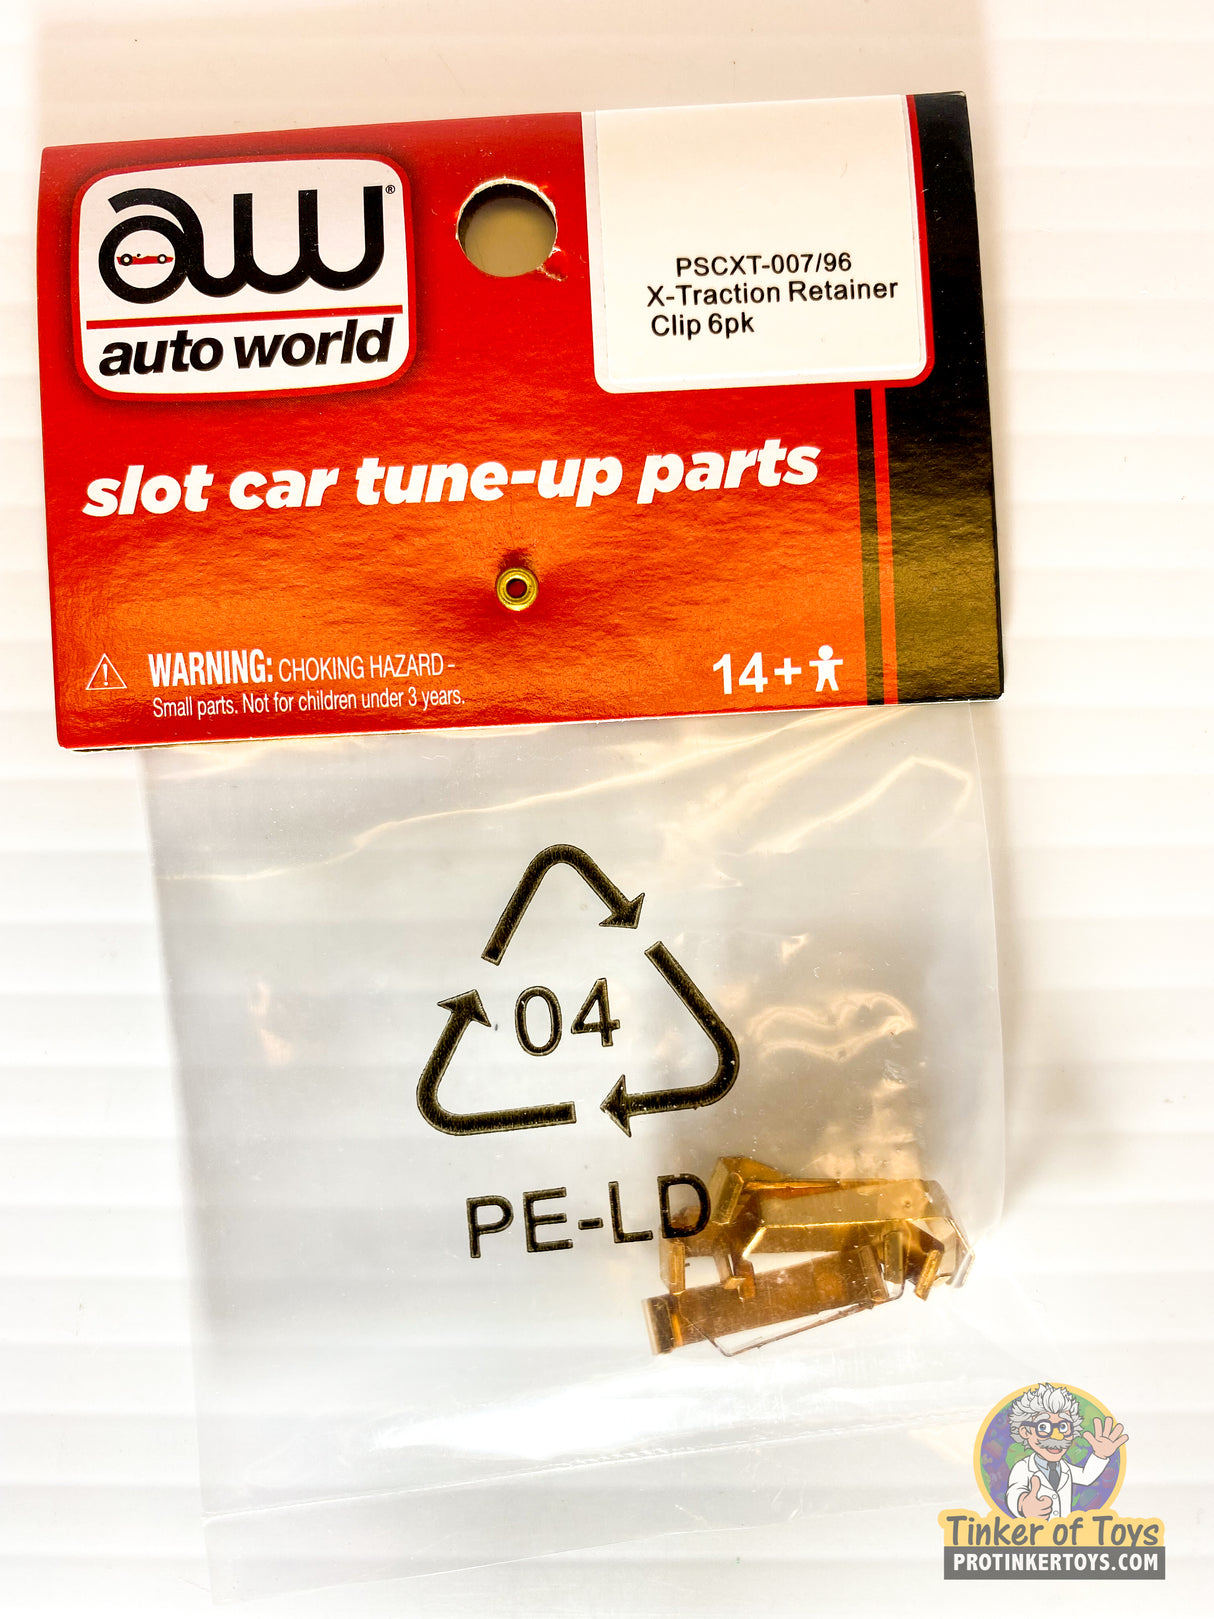 aw®
auto world
PSCXT-007/96
X-Traction Retainer
Clip 6pk
slot car tune-up parts
WARNING: CHOKING HAZARD -
Small parts. Not for children under 3 years.
14+
04
PE-LD
Tinker of Toys
PROTINKERTOYS.COM